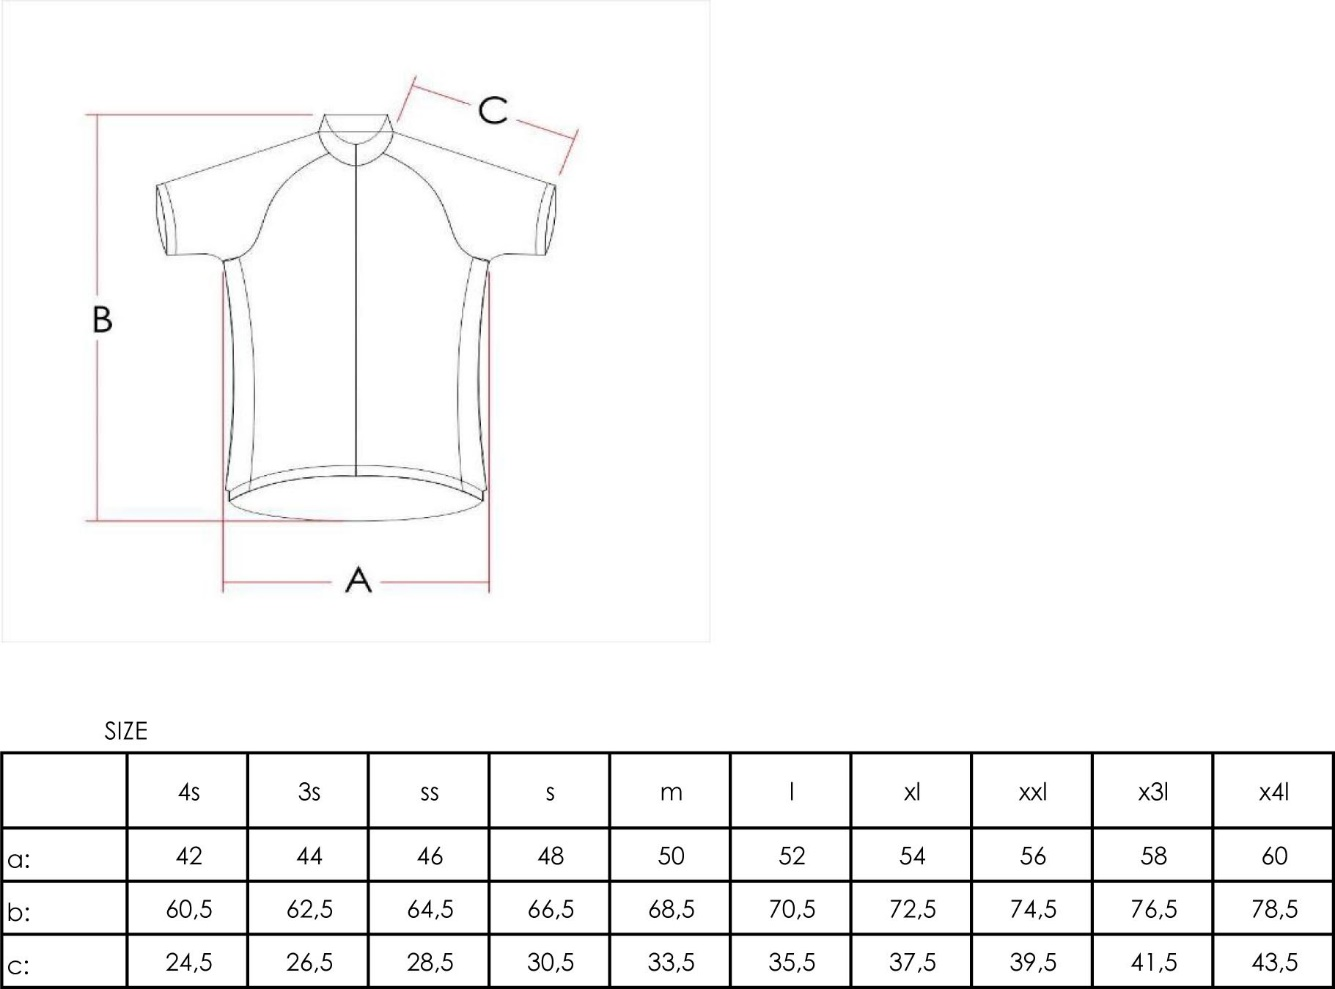 C
B
A
SIZE
4s 3s ss s m l xl xxl x3l x4l
a: 42 44 46 48 50 52 54 56 58 60
b: 60,5 62,5 64,5 66,5 68,5 70,5 72,5 74,5 76,5 78,5
c: 24,5 26,5 28,5 30,5 33,5 35,5 37,5 39,5 41,5 43,5